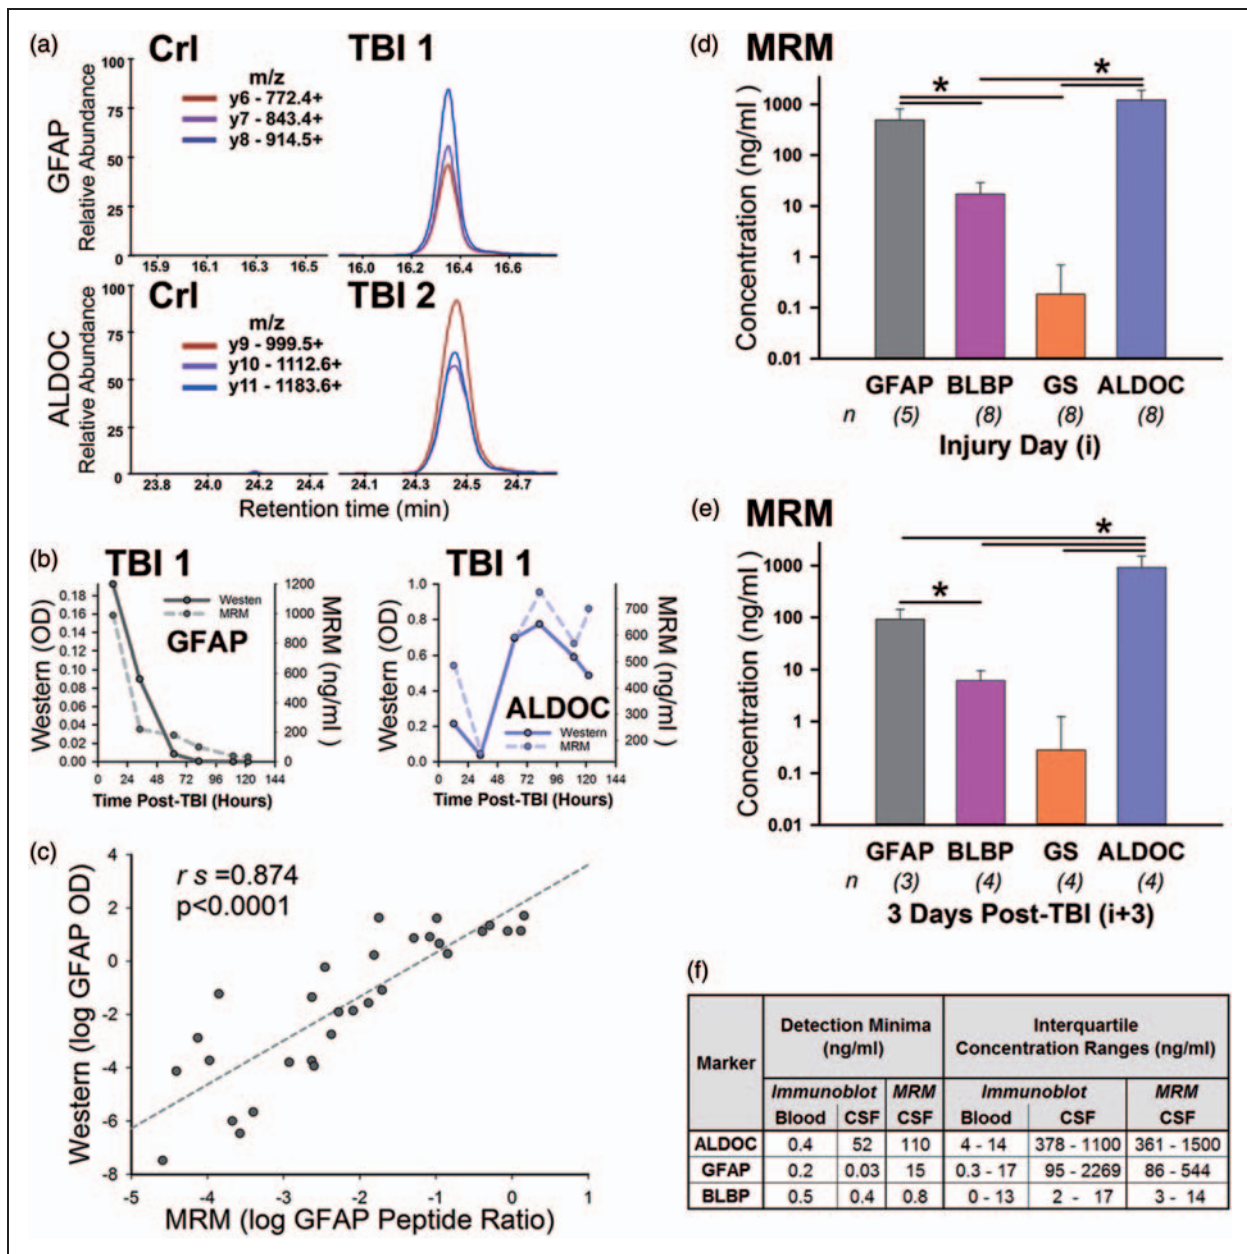 (a)
Crl
TBI 1
GFAP
Relative Abundance
100
75
50
25
0
m/z
y6 - 772.4+
y7 - 843.4+
y8 - 914.5+
15.9 16.1 16.3 16.5
16.0 16.2 16.4 16.6
Crl
TBI 2
ALDOC
Relative Abundance
100
75
50
25
0
m/z
y9 - 999.5+
y10 - 1112.6+
y11 - 1183.6+
23.8 24.0 24.2 24.4
24.1 24.3 24.5 24.7
Retention time (min)
(b)
TBI 1
Western (OD)
0.18
0.16
0.14
0.12
0.10
0.08
0.06
0.04
0.02
0.00
Westen
MRM
GFAP
1200
1000
800
600
400
200
0
MRM (ng/ml)
0 24 48 72 96 120 144
Time Post-TBI (Hours)
TBI 1
Western (OD)
1.0
0.8
0.6
0.4
0.2
0.0
ALDOC
Western
MRM
700
600
500
400
300
200
MRM (ng/ml)
0 24 48 72 96 120 144
Time Post-TBI (Hours)
(c)
Western (log GFAP OD)
4
2
0
-2
-4
-6
-8
r s =0.874
p<0.0001
-5 -4 -3 -2 -1 0 1
MRM (log GFAP Peptide Ratio)
(d)
MRM
Concentration (ng/ml)
1000
100
10
1
0.1
0.01
*
*
GFAP BLBP GS ALDOC
n (5) (8) (8) (8)
Injury Day (i)
(e)
MRM
Concentration (ng/ml)
1000
100
10
1
0.1
0.01
*
*
GFAP BLBP GS ALDOC
n (3) (4) (4) (4)
3 Days Post-TBI (i+3)
(f)
Marker
Detection Minima
(ng/ml)
Interquartile
Concentration Ranges (ng/ml)
Immunoblot MRM Immunoblot MRM
Blood CSF CSF Blood CSF CSF
ALDOC 0.4 52 110 4 - 14 378 - 1100 361 - 1500
GFAP 0.2 0.03 15 0.3 - 17 95 - 2269 86 - 544
BLBP 0.5 0.4 0.8 0 - 13 2 - 17 3 - 14